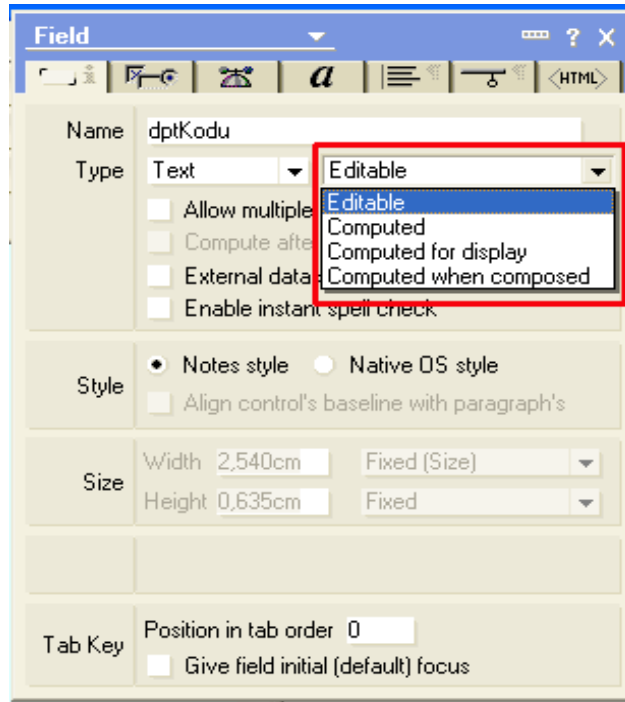 Field ?
a <HTML>
Name dptKodu
Type Text Editable
Editable
Allow multiple
Computed
Compute afte
Computed for display
External data
Computed when composed
Enable instant spell check
Style Notes style Native OS style
Align control's baseline with paragraph's
Size Width 2,540cm Fixed (Size)
Height 0,635cm Fixed
Tab Key Position in tab order 0
Give field initial (default) focus